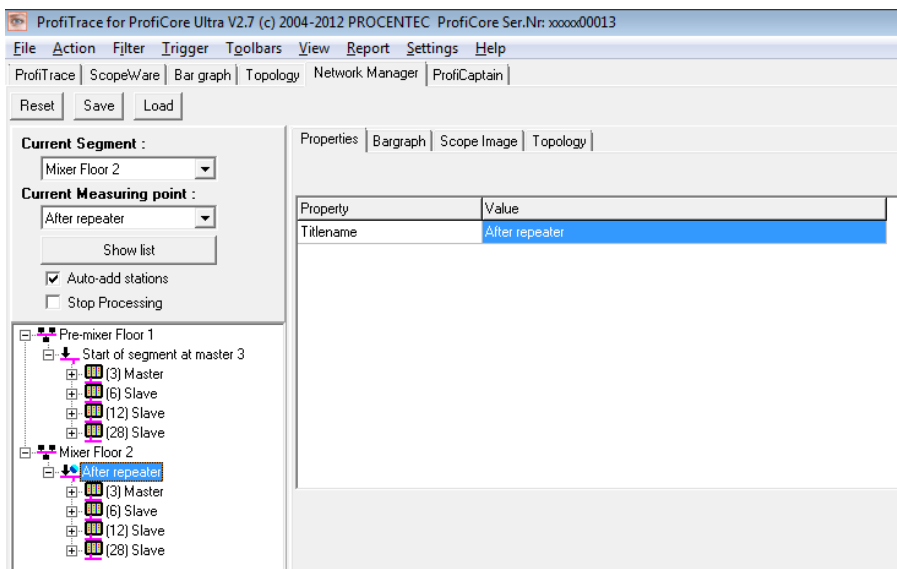 ProfiTrace for ProfiCore Ultra V2.7 (c) 2004-2012 PROCENTEC ProfiCore Ser.Nr: xxxxx00013
File Action Filter Trigger Toolbars View Report Settings Help
ProfiTrace ScopeWare Bar graph Topology Network Manager ProfiCaptain
Reset Save Load
Current Segment :
Mixer Floor 2
Current Measuring point :
After repeater
Show list
Auto-add stations
Stop Processing
Pre-mixer Floor 1
Start of segment at master 3
(3) Master
(6) Slave
(12) Slave
(28) Slave
Mixer Floor 2
After repeater
(3) Master
(6) Slave
(12) Slave
(28) Slave
Properties Bargraph Scope Image Topology
Property Value
Titlename After repeater